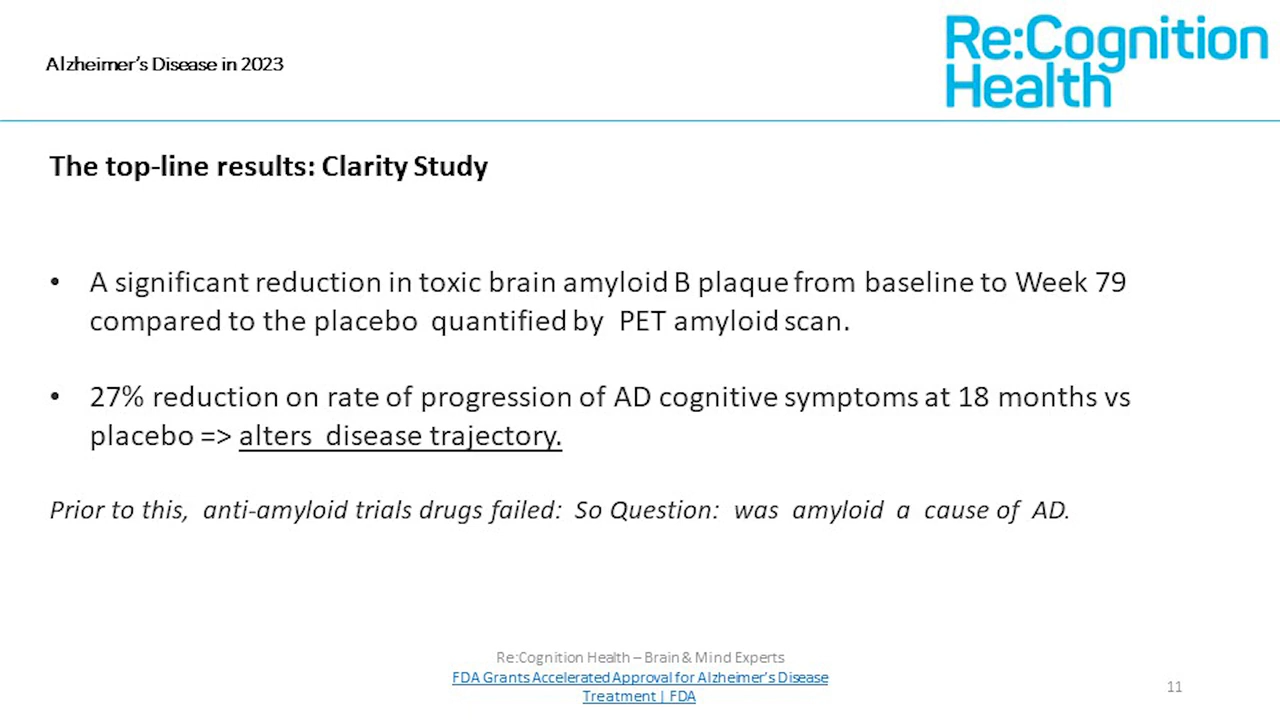 Alzheimer's Disease in 2023
Re:Cognition
Health
The top-line results: Clarity Study
• A significant reduction in toxic brain amyloid B plaque from baseline to Week 79
compared to the placebo quantified by PET amyloid scan.
• 27% reduction on rate of progression of AD cognitive symptoms at 18 months vs
placebo => alters disease trajectory.
Prior to this, anti-amyloid trials drugs failed: So Question: was amyloid a cause of AD.
Re:Cognition Health – Brain & Mind Experts
FDA Grants Accelerated Approval for Alzheimer's Disease
Treatment | FDA
11